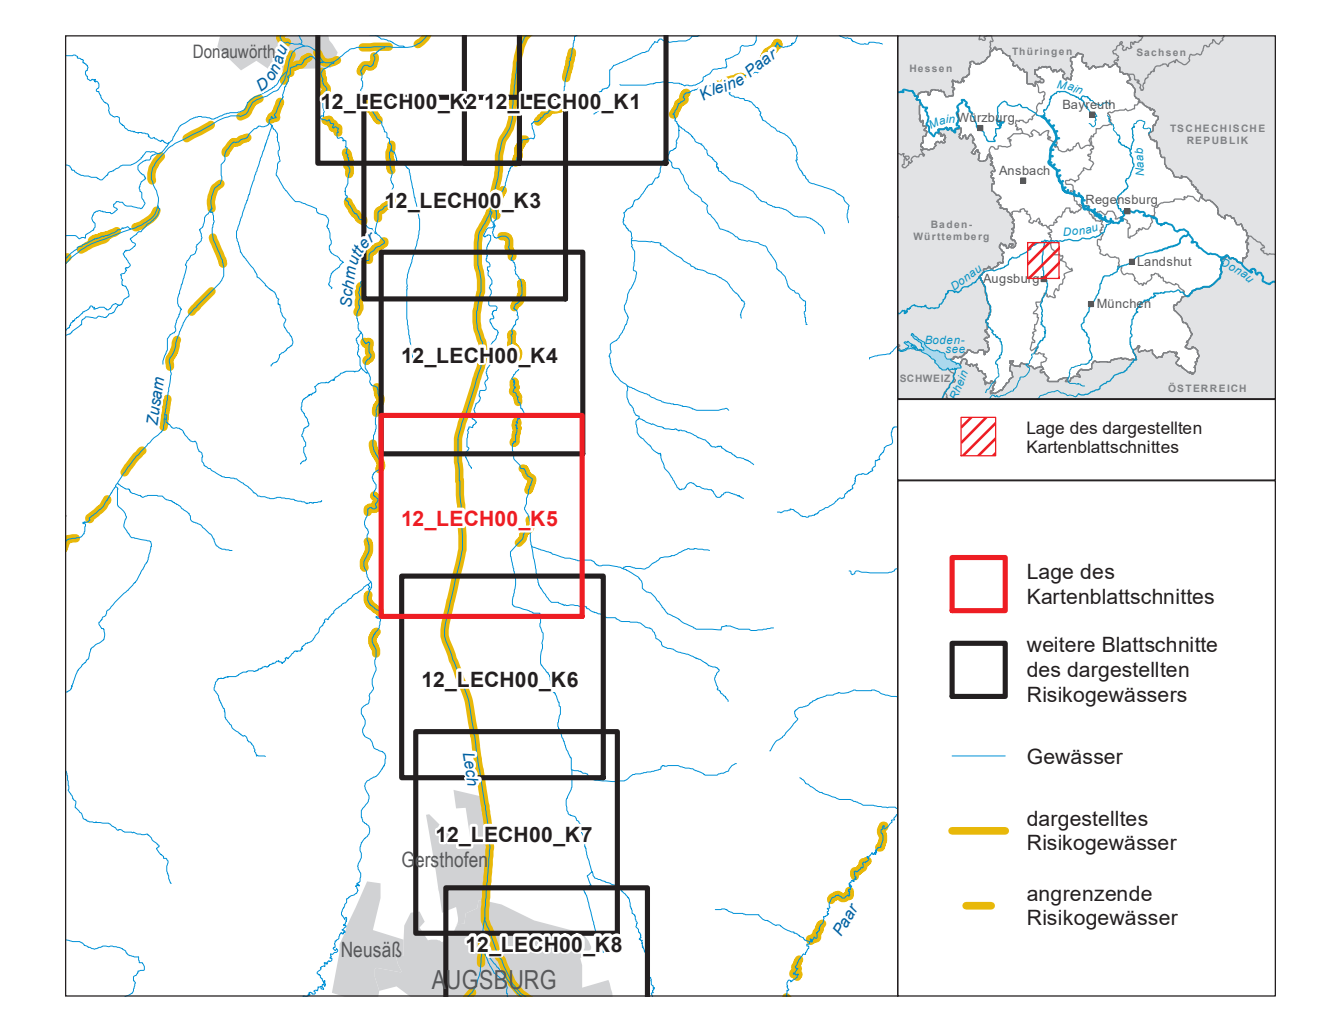 Donauwörth
Donau
Kleine Paar
12_LECH00_K2
12_LECH00_K1
12_LECH00_K3
Schmutter
12_LECH00_K4
Zusam
12_LECH00_K5
12_LECH00_K6
Lech
12_LECH00_K7
Gersthofen
Paar
12_LECH00_K8
Neusäß
AUGSBURG
Thüringen
Sachsen
Hessen
Main
Bayreuth
Main
Würzburg
TSCHECHISCHE
REPUBLIK
Naab
Ansbach
Regensburg
Baden-
Württemberg
Donau
Landshut
Donau
Donau
Augsburg
München
Boden-
see
SCHWEIZ
Rhein
ÖSTERREICH
Lage des dargestellten
Kartenblattschnittes
Lage des
Kartenblattschnittes
weitere Blattschnitte
des dargestellten
Risikogewässers
Gewässer
dargestelltes
Risikogewässer
angrenzende
Risikogewässer